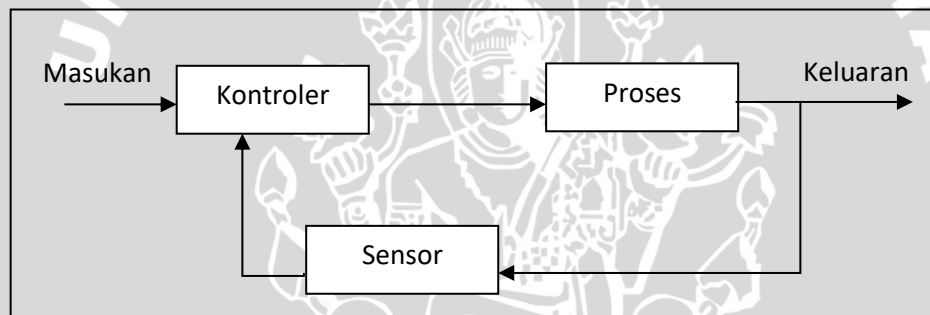 Masukan
Kontroler
Proses
Keluaran
Sensor